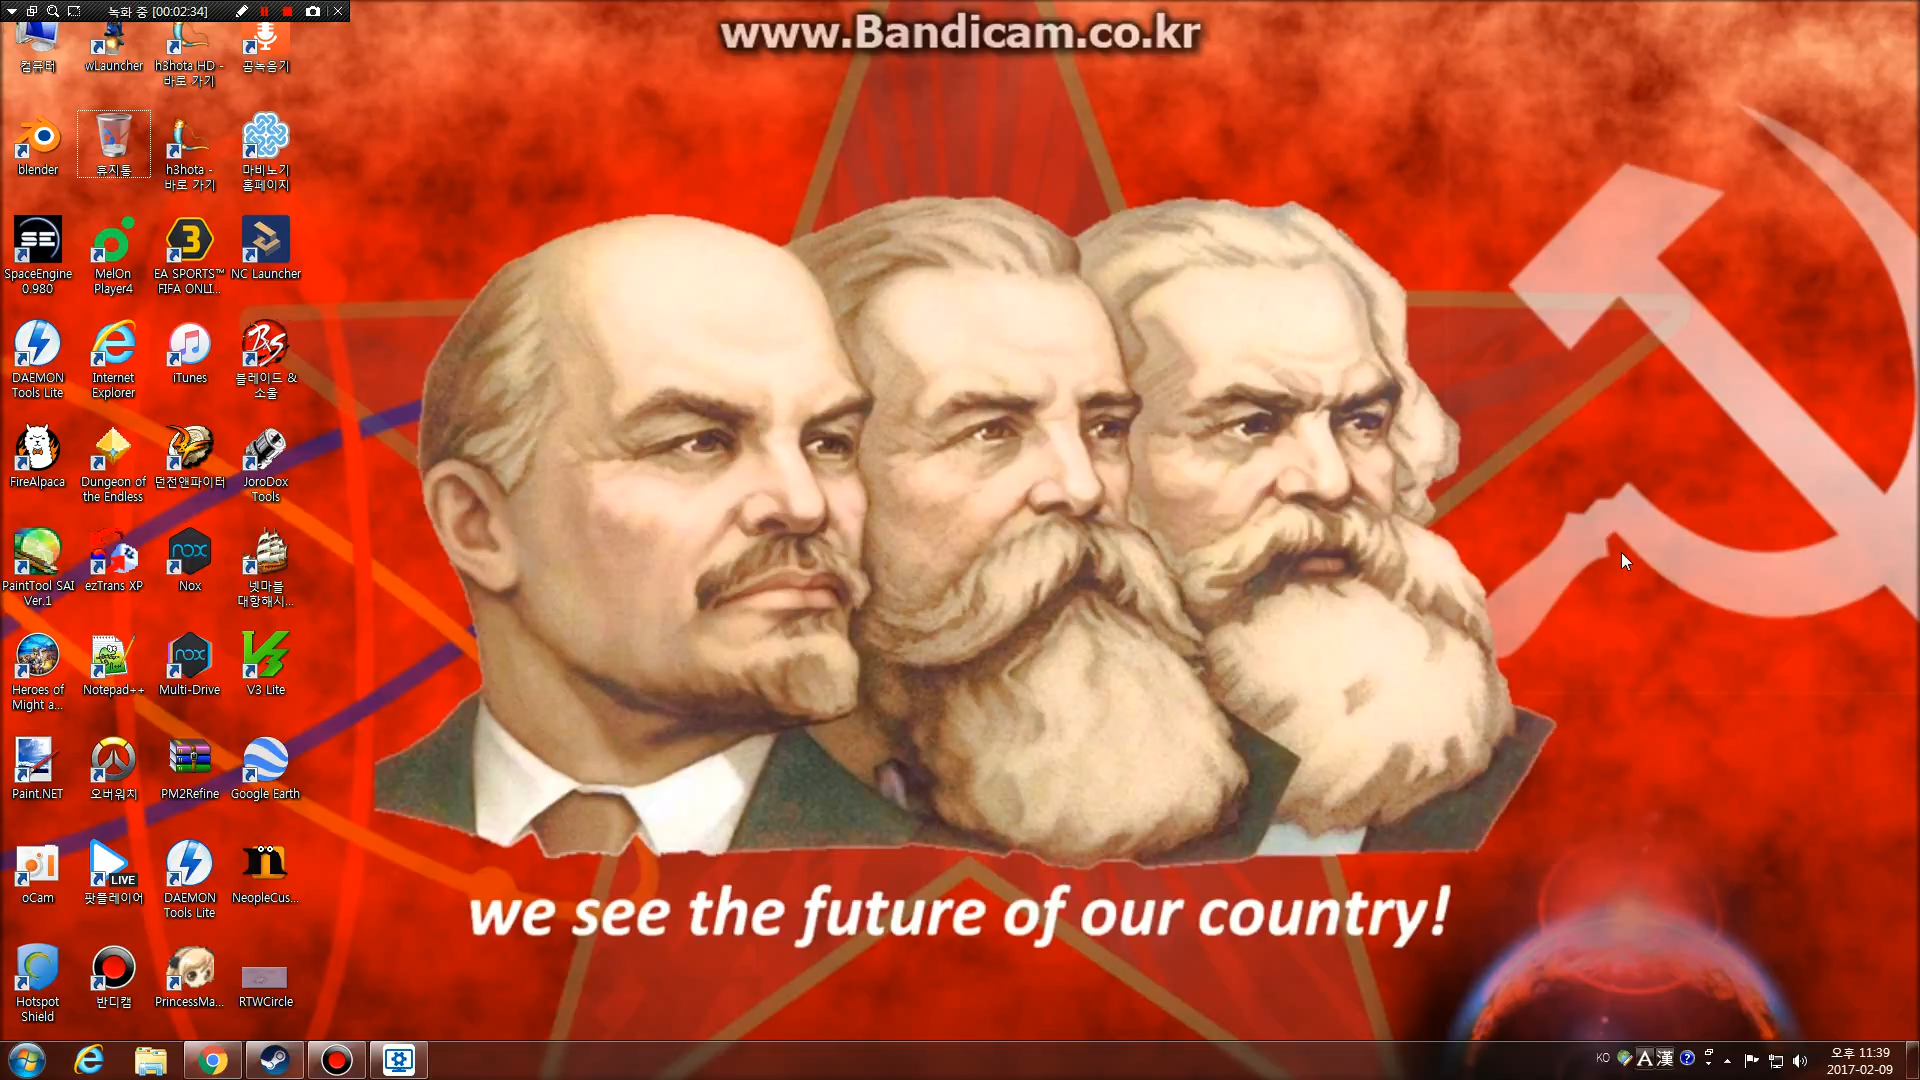 녹화 중 [00:02:34]
www.Bandicam.co.kr
컴퓨터
wLauncher
h3hota HD -
바로 가기
곰녹음기
blender
휴지통
h3hota -
바로 가기
마비노기
홈페이지
SE
SpaceEngine
0.980
MelOn
Player4
3
EA SPORTS™
FIFA ONLI...
NC Launcher
DAEMON
Tools Lite
Internet
Explorer
iTunes
B&S
블레이드 &
소울
FireAlpaca
Dungeon of
the Endless
던전앤파이터
JoroDox
Tools
PaintTool SAI
Ver.1
ezTrans XP
nox
Nox
넷마블
대항해시...
Heroes of
Might a...
Notepad++
nox
Multi-Drive
V3
V3 Lite
Paint.NET
오버워치
PM2Refine
Google Earth
oCam
LIVE
팟플레이어
DAEMON
Tools Lite
n
NeopleCus...
we see the future of our country!
Hotspot
Shield
반디캠
PrincessMa...
RTWCircle
KO
A 漢
?
오후 11:39
2017-02-09